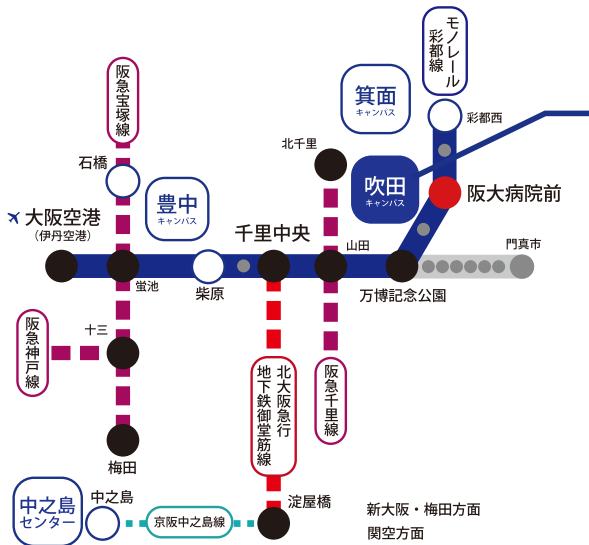 モノレール
彩都線
阪急宝塚線
箕面
キャンパス
彩都西
北千里
石橋
吹田
キャンパス
阪大病院前
豊中
キャンパス
大阪空港
(伊丹空港)
千里中央
山田
門真市
蛍池
柴原
万博記念公園
阪急神戸線
十三
北大阪急行
地下鉄御堂筋線
阪急千里線
梅田
中之島
センター
中之島
京阪中之島線
淀屋橋
新大阪・梅田方面
関空方面